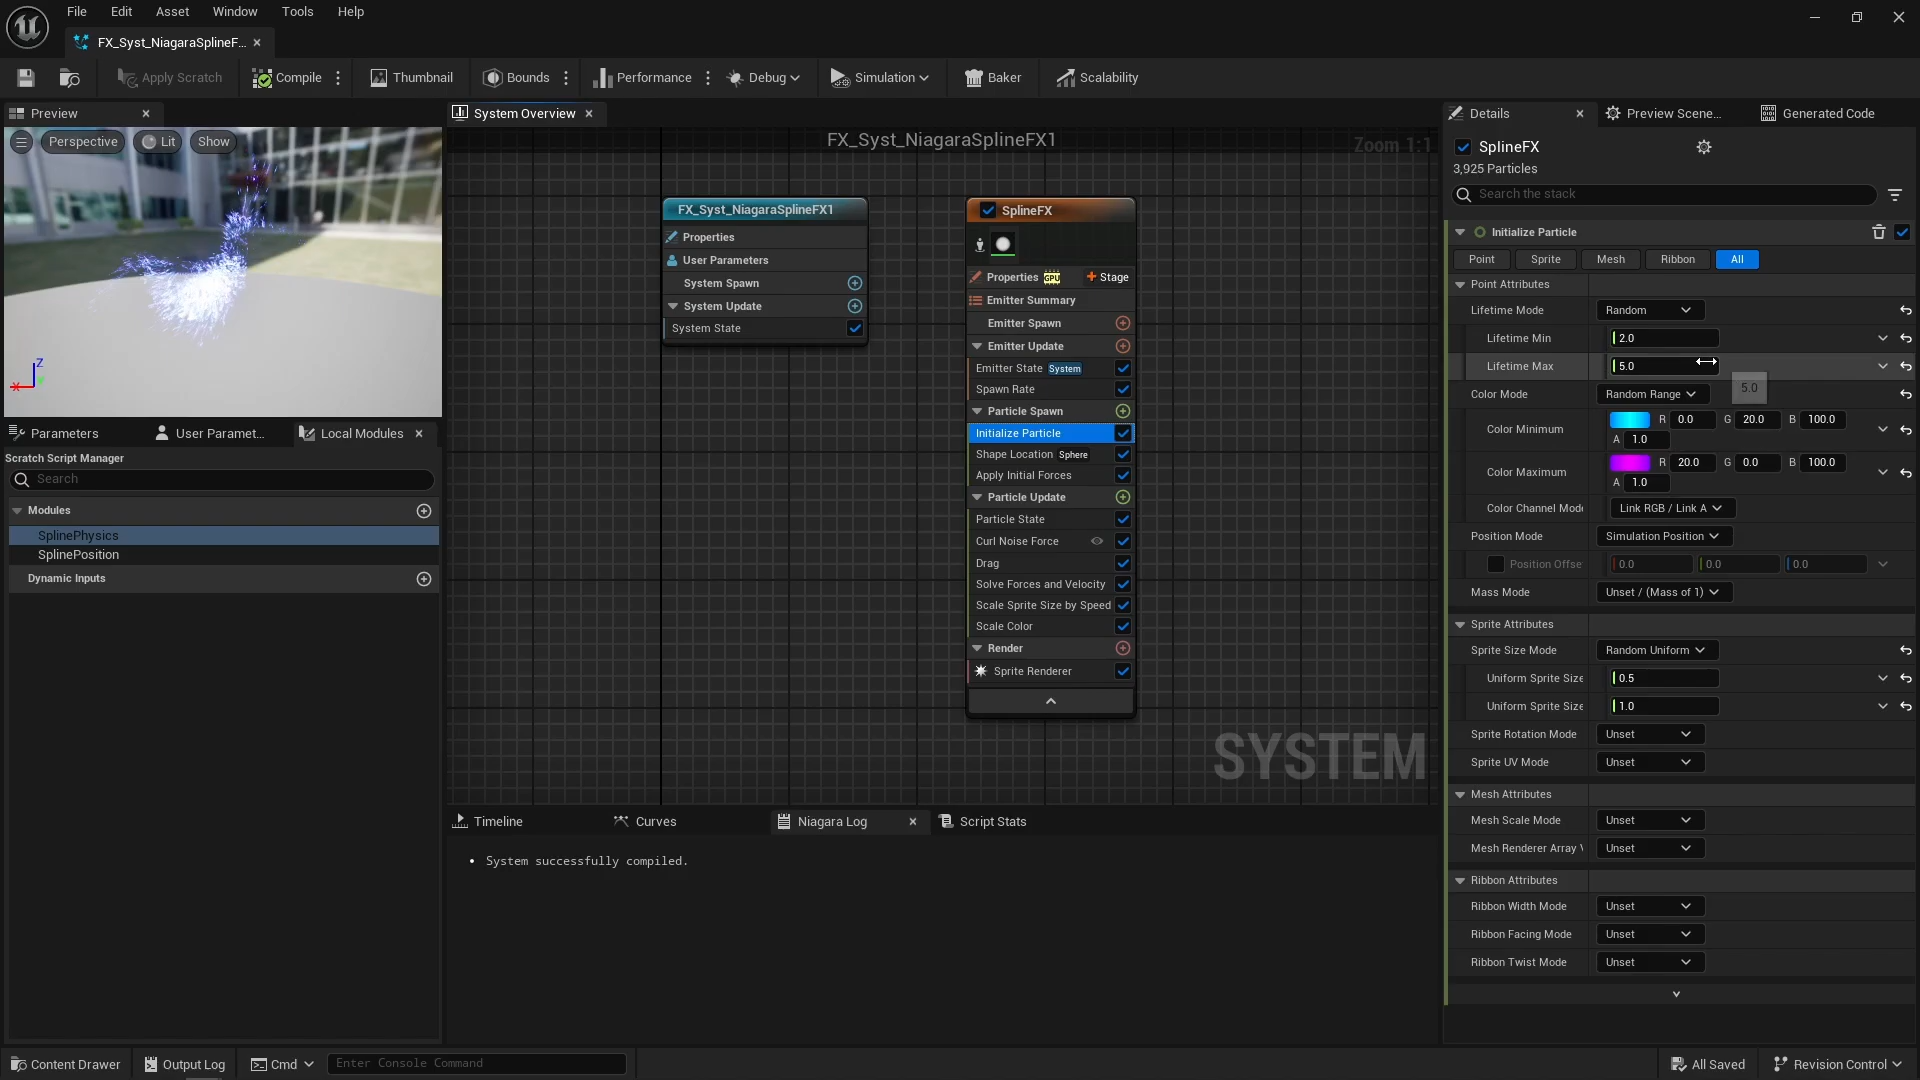 File Edit Asset Window Tools Help
FX_Syst_NiagaraSplineF...
Apply Scratch Compile Thumbnail Bounds Performance Debug Simulation Baker Scalability
Preview
Perspective Lit Show
Z
X
Parameters User Paramet... Local Modules
Scratch Script Manager
Search
Modules
SplinePhysics
SplinePosition
Dynamic Inputs
System Overview
FX_Syst_NiagaraSplineFX1
Zoom 1:1
FX_Syst_NiagaraSplineFX1
Properties
User Parameters
System Spawn
System Update
System State
SplineFX
Properties GPU Stage
Emitter Summary
Emitter Spawn
Emitter Update
Emitter State System
Spawn Rate
Particle Spawn
Initialize Particle
Shape Location Sphere
Apply Initial Forces
Particle Update
Particle State
Curl Noise Force
Drag
Solve Forces and Velocity
Scale Sprite Size by Speed
Scale Color
Render
Sprite Renderer
SYSTEM
Timeline Curves Niagara Log Script Stats
• System successfully compiled.
Details Preview Scene... Generated Code
SplineFX
3,925 Particles
Search the stack
Initialize Particle
Point Sprite Mesh Ribbon All
Point Attributes
Lifetime Mode Random
Lifetime Min 2.0
Lifetime Max 5.0
5.0
Color Mode Random Range
Color Minimum R 0.0 G 20.0 B 100.0
A 1.0
Color Maximum R 20.0 G 0.0 B 100.0
A 1.0
Color Channel Mode Link RGB / Link A
Position Mode Simulation Position
Position Offse 0.0 0.0 0.0
Mass Mode Unset / (Mass of 1)
Sprite Attributes
Sprite Size Mode Random Uniform
Uniform Sprite Size 0.5
Uniform Sprite Size 1.0
Sprite Rotation Mode Unset
Sprite UV Mode Unset
Mesh Attributes
Mesh Scale Mode Unset
Mesh Renderer Array V Unset
Ribbon Attributes
Ribbon Width Mode Unset
Ribbon Facing Mode Unset
Ribbon Twist Mode Unset
Content Drawer Output Log Cmd Enter Console Command All Saved Revision Control